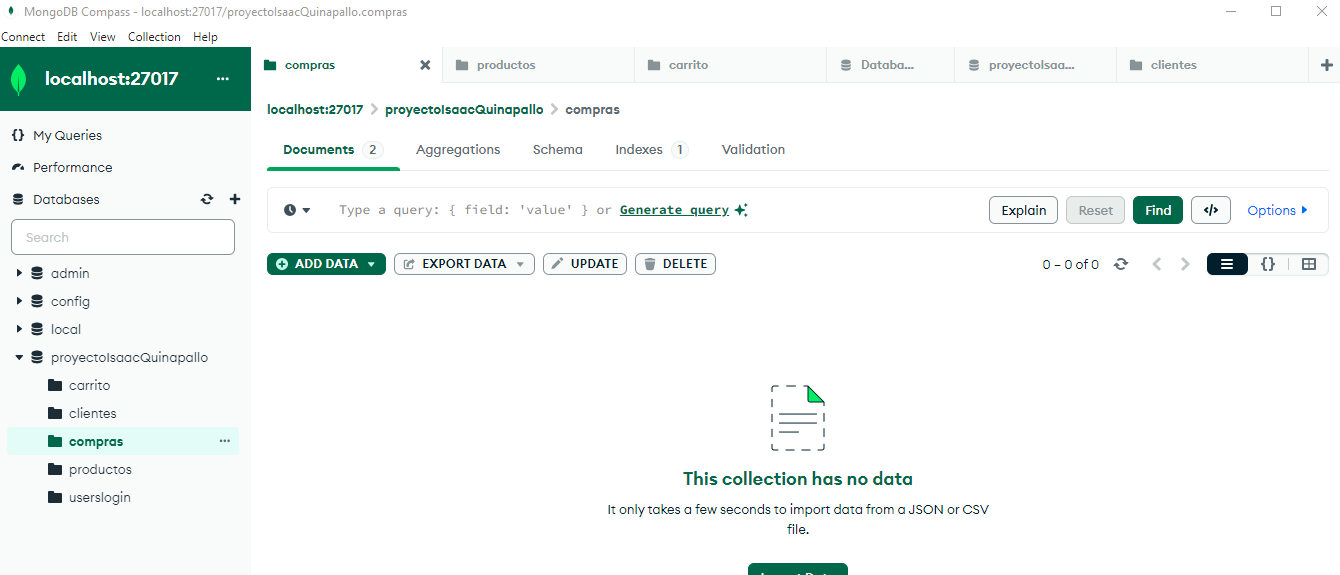 MongoDB Compass - localhost:27017/proyectoIsaacQuinapallo.compras
Connect Edit View Collection Help
localhost:27017
My Queries
Performance
Databases
Search
admin
config
local
proyectoIsaacQuinapallo
carrito
clientes
compras
productos
userslogin
compras productos carrito Databa... proyectoIsaa... clientes
localhost:27017 > proyectoIsaacQuinapallo > compras
Documents 2 Aggregations Schema Indexes 1 Validation
Type a query: { field: 'value' } or Generate query
Explain Reset Find </> Options
ADD DATA EXPORT DATA UPDATE DELETE 0 – 0 of 0 {}
This collection has no data
It only takes a few seconds to import data from a JSON or CSV
file.